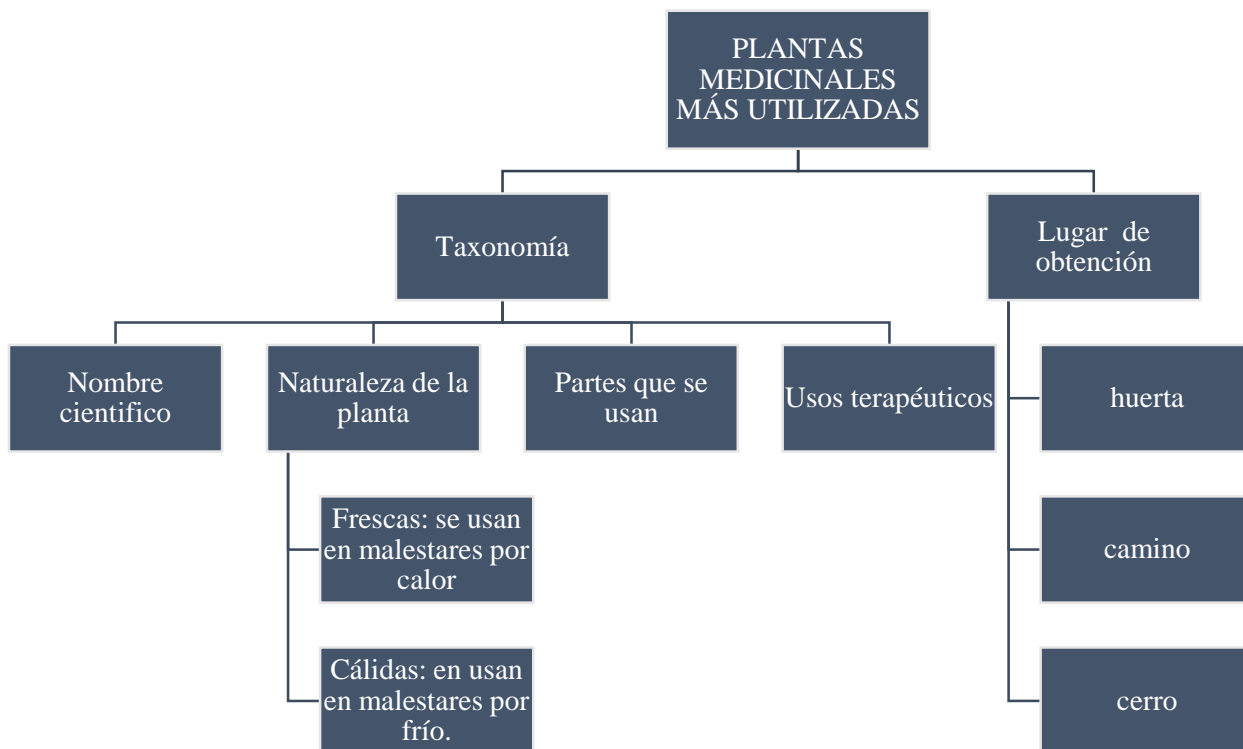 PLANTAS
MEDICINALES
MÁS UTILIZADAS
Taxonomía
Lugar de
obtención
Nombre
cientifico
Naturaleza de la
planta
Partes que se
usan
Usos terapéuticos
huerta
Frescas: se usan
en malestares por
calor
camino
Cálidas: en usan
en malestares por
frío.
cerro